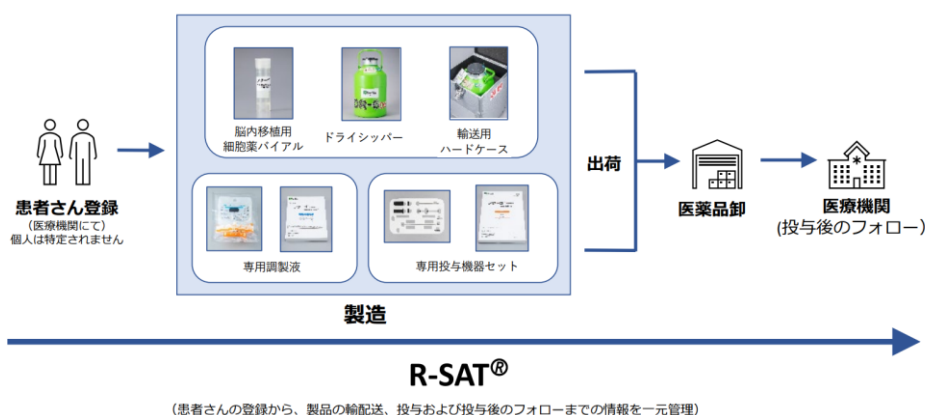 脳内移植用
細胞薬バイアル
ドライシッパー
輸送用
ハードケース
患者さん登録
(医療機関にて)
個人は特定されません
専用調製液
専用投与機器セット
製造
出荷
医薬品卸
医療機関
(投与後のフォロー)
R-SAT®
(患者さんの登録から、製品の輸配送、投与および投与後のフォローまでの情報を一元管理)